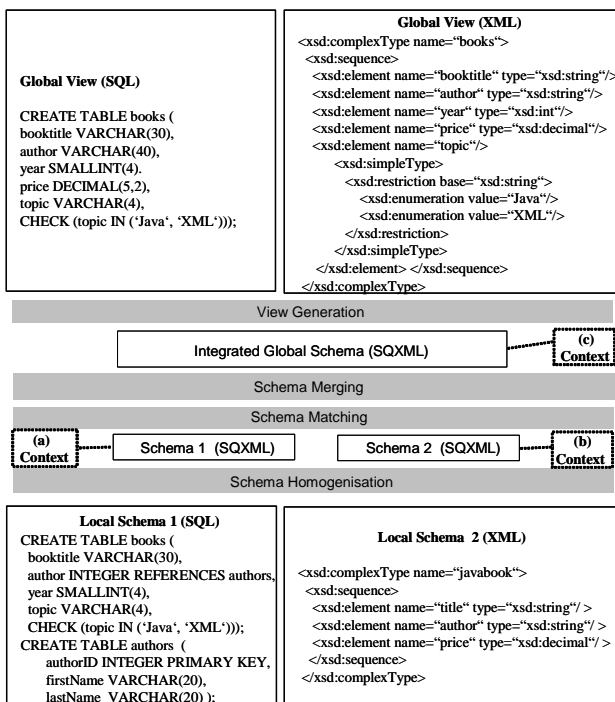 Global View (SQL)
CREATE TABLE books (
booktitle VARCHAR(30),
author VARCHAR(40),
year SMALLINT(4).
price DECIMAL(5,2),
topic VARCHAR(4),
CHECK (topic IN (‘Java‘, ‘XML‘)));
Global View (XML)
<xsd:complexType name=“books“>
<xsd:sequence>
<xsd:element name=“booktitle“ type=“xsd:string“/>
<xsd:element name=“author“ type=“xsd:string“/>
<xsd:element name=“year“ type=“xsd:int“/>
<xsd:element name=“price“ type=“xsd:decimal“/>
<xsd:element name=“topic“/>
<xsd:simpleType>
<xsd:restriction base=“xsd:string“>
<xsd:enumeration value=“Java“/>
<xsd:enumeration value=“XML“/>
</xsd:restriction>
</xsd:simpleType>
</xsd:element> </xsd:sequence>
</xsd:complexType>
View Generation
Integrated Global Schema (SQXML)
(c)
Context
Schema Merging
Schema Matching
(a)
Context
Schema 1 (SQXML)
Schema 2 (SQXML)
(b)
Context
Schema Homogenisation
Local Schema 1 (SQL)
CREATE TABLE books (
booktitle VARCHAR(30),
author INTEGER REFERENCES authors,
year SMALLINT(4),
topic VARCHAR(4),
CHECK (topic IN (‘Java‘, ‘XML‘)));
CREATE TABLE authors (
authorID INTEGER PRIMARY KEY,
firstName VARCHAR(20),
lastName VARCHAR(20) );
Local Schema 2 (XML)
<xsd:complexType name=“javabook“>
<xsd:sequence>
<xsd:element name=“title“ type=“xsd:string“/ >
<xsd:element name=“author“ type=“xsd:string“/ >
<xsd:element name=“price“ type=“xsd:decimal“/ >
</xsd:sequence>
</xsd:complexType>